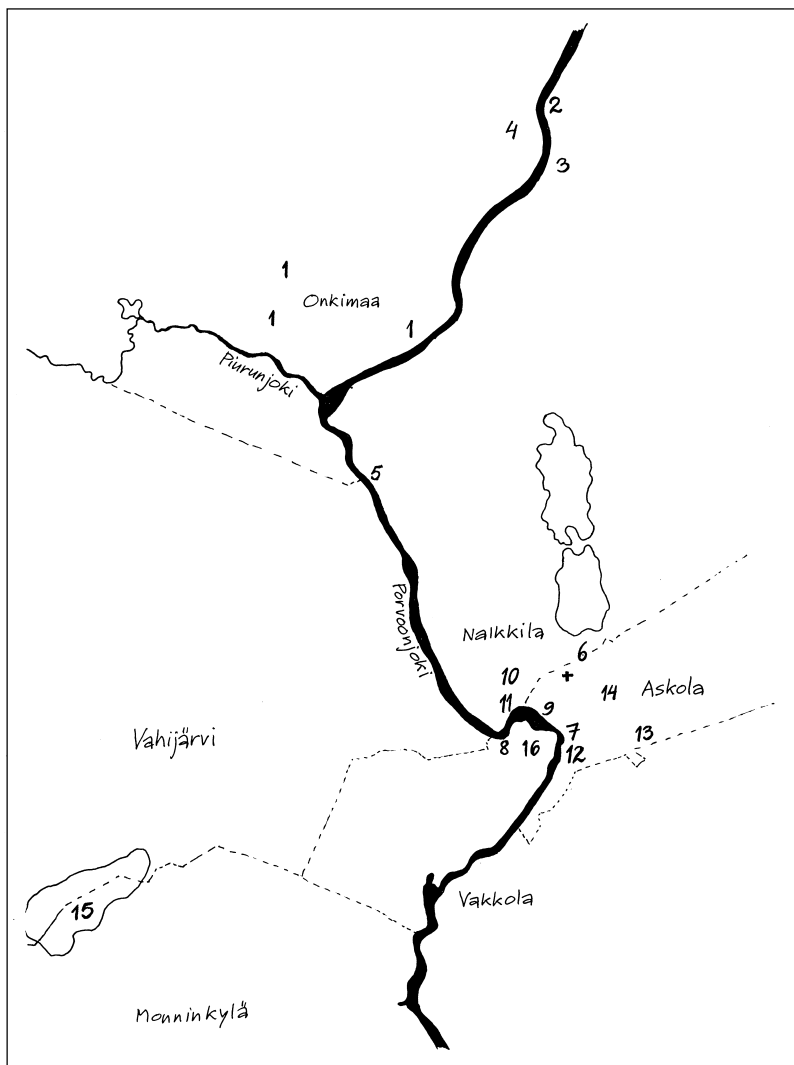 2
4
3
1
Onkimaa
1
1
Piurunjoki
5
Porvoonjoki
Nalkkila
6
10
14
Askola
11
9
7
13
8
16
12
Vahijärvi
Vakkola
15
Monninkylä